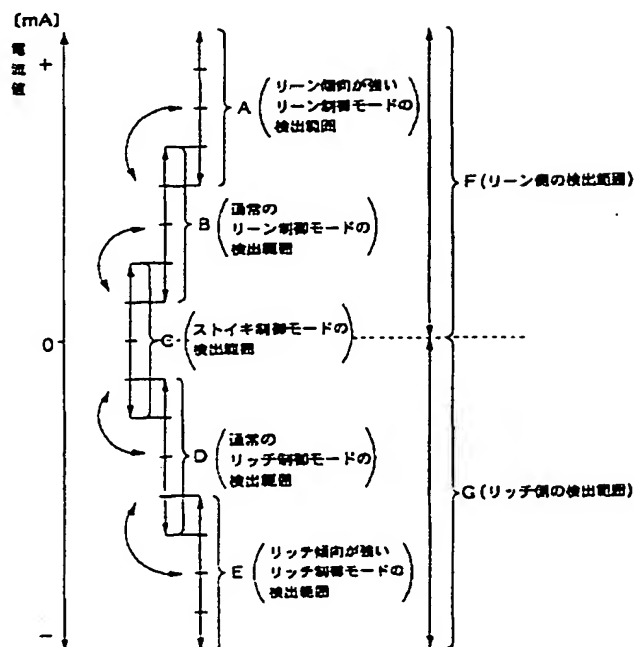 [mA]
電流値
+
0
−
A
リーン傾向が強い
リーン制御モードの
検出範囲
B
通常の
リーン制御モードの
検出範囲
C
ストイキ制御モードの
検出範囲
D
通常の
リッチ制御モードの
検出範囲
E
リッチ傾向が強い
リッチ制御モードの
検出範囲
F(リーン側の検出範囲)
G(リッチ側の検出範囲)